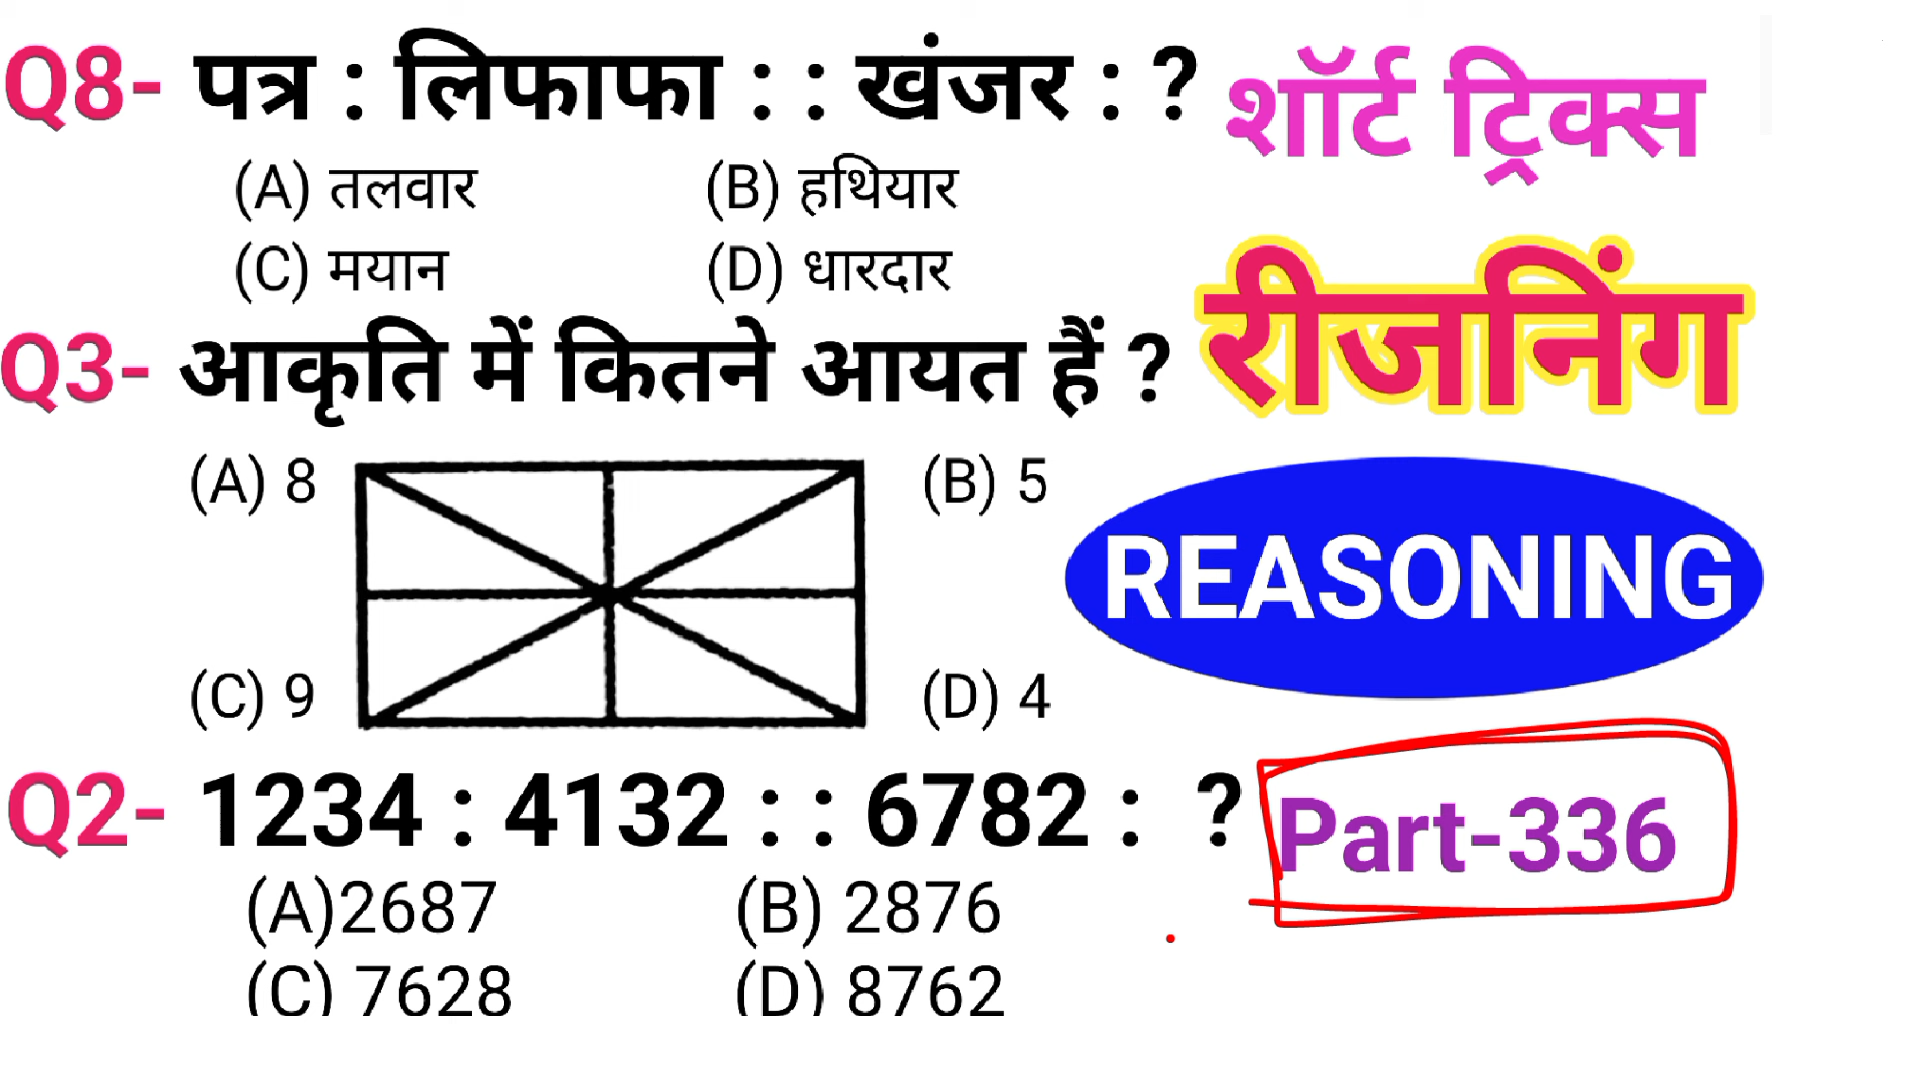 Q8- पत्र : लिफाफा : : खंजर : ? शॉर्ट ट्रिक्स
(A) तलवार (B) हथियार
(C) मयान (D) धारदार
रीजनिंग
Q3- आकृति में कितने आयत हैं ?
(A) 8 (B) 5
REASONING
(C) 9 (D) 4
Q2- 1234 : 4132 : : 6782 : ? Part-336
(A)2687 (B) 2876
(C) 7628 (D) 8762